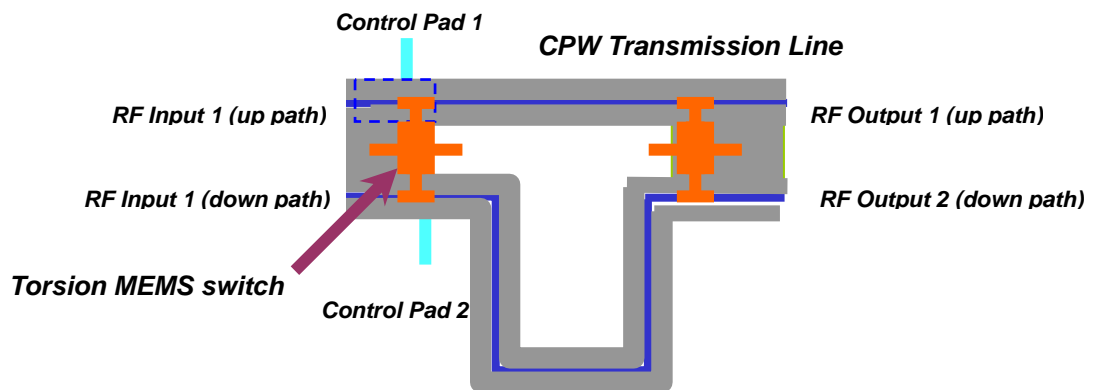 Control Pad 1
CPW Transmission Line
RF Input 1 (up path)
RF Output 1 (up path)
RF Input 1 (down path)
RF Output 2 (down path)
Torsion MEMS switch
Control Pad 2